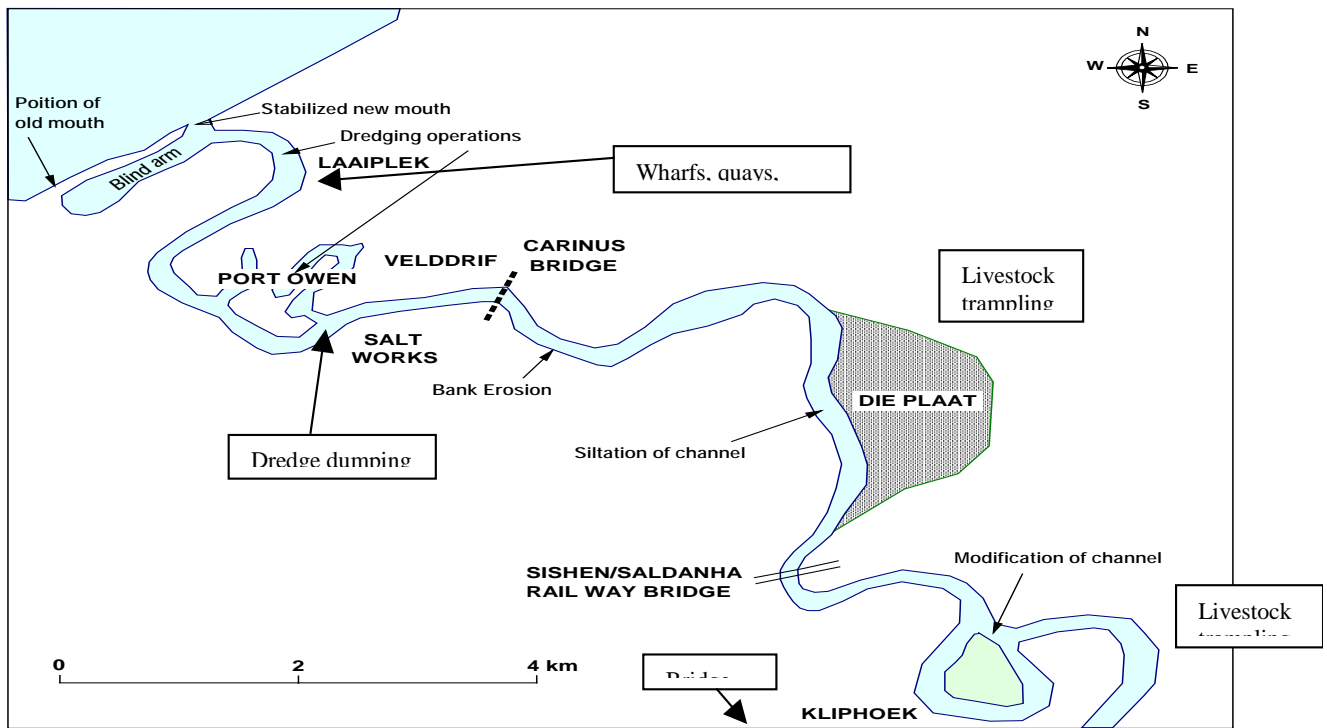 N
W E
S
Poition of
old mouth
Stabilized new mouth
Dredging operations
LAAIPLEK
Blind arm
Wharfs, quays,
PORT OWEN
VELDDRIF
CARINUS
BRIDGE
Livestock
trampling
SALT
WORKS
Bank Erosion
DIE PLAAT
Dredge dumping
Siltation of channel
SISHEN/SALDANHA
RAIL WAY BRIDGE
Modification of channel
Livestock
trampling
0 2 4 km
Bridge
KLIPHOEK